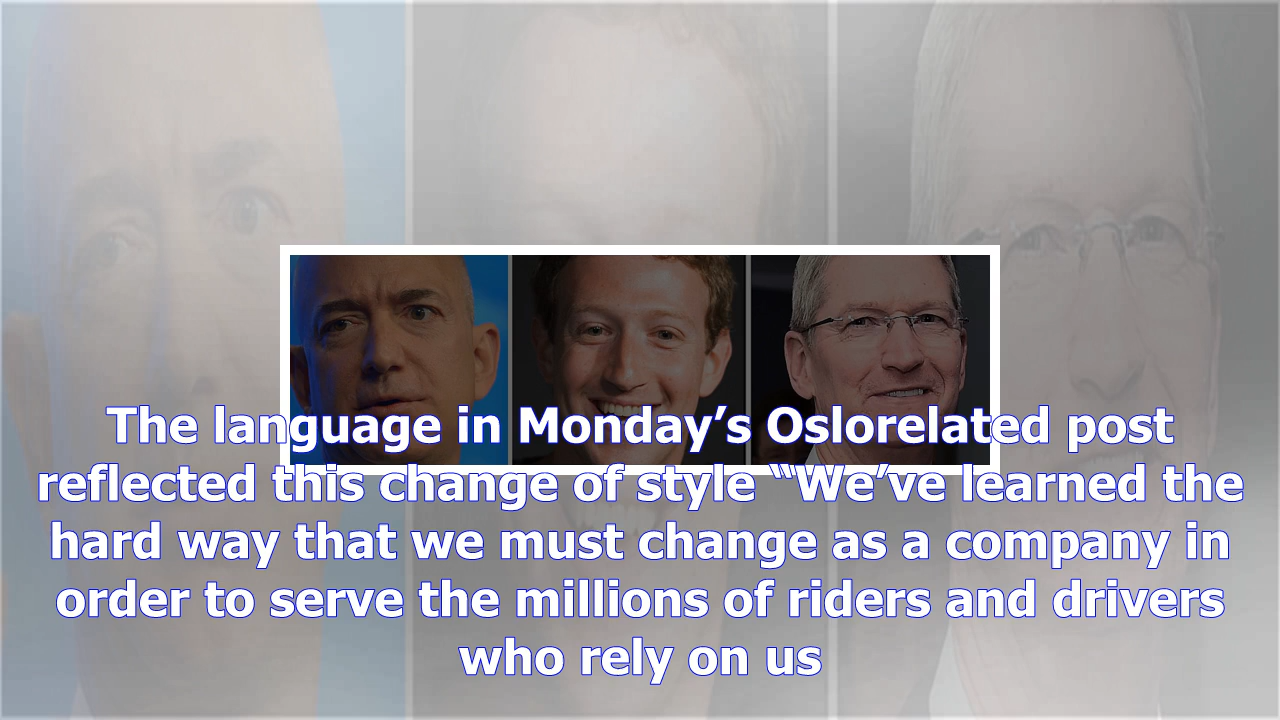 The language in Monday’s Oslorelated post
reflected this change of style “We’ve learned the
hard way that we must change as a company in
order to serve the millions of riders and drivers
who rely on us